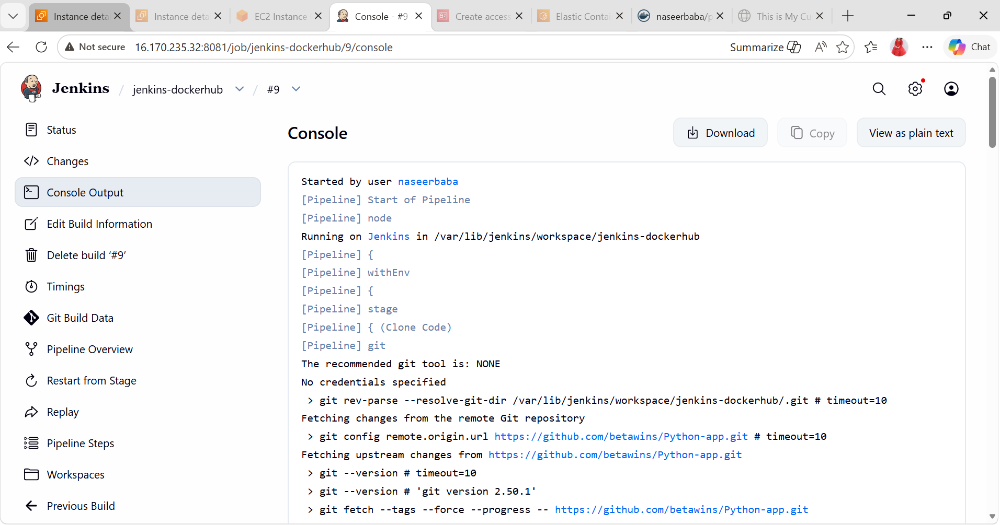 Instance deta
Instance deta
EC2 Instance
Console - #9
Create access
Elastic Contai
naseerbaba/p
This is My Cu
Not secure
16.170.235.32:8081/job/jenkins-dockerhub/9/console
Summarize
Chat
Jenkins / jenkins-dockerhub / #9
Status
Changes
Console Output
Edit Build Information
Delete build ‘#9’
Timings
Git Build Data
Pipeline Overview
Restart from Stage
Replay
Pipeline Steps
Workspaces
Previous Build
Console
Download
Copy
View as plain text
Started by user naseerbaba
[Pipeline] Start of Pipeline
[Pipeline] node
Running on Jenkins in /var/lib/jenkins/workspace/jenkins-dockerhub
[Pipeline] {
[Pipeline] withEnv
[Pipeline] {
[Pipeline] stage
[Pipeline] { (Clone Code)
[Pipeline] git
The recommended git tool is: NONE
No credentials specified
> git rev-parse --resolve-git-dir /var/lib/jenkins/workspace/jenkins-dockerhub/.git # timeout=10
Fetching changes from the remote Git repository
> git config remote.origin.url https://github.com/betawins/Python-app.git # timeout=10
Fetching upstream changes from https://github.com/betawins/Python-app.git
> git --version # timeout=10
> git --version # 'git version 2.50.1'
> git fetch --tags --force --progress -- https://github.com/betawins/Python-app.git